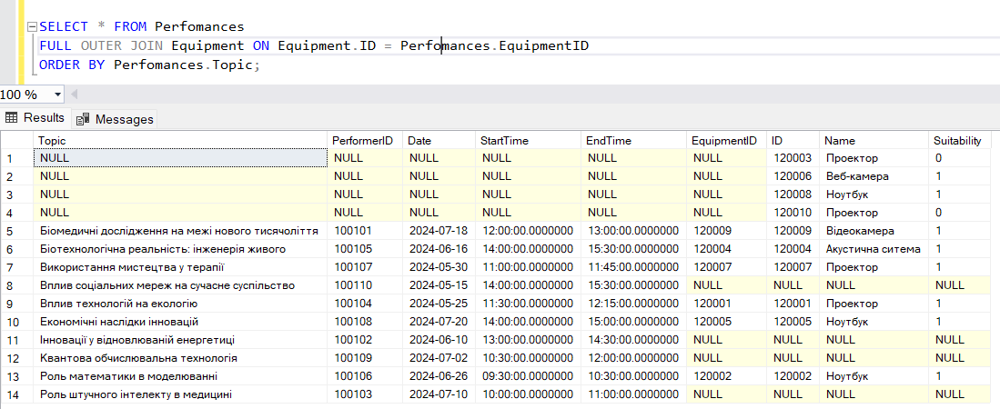 SELECT * FROM Perfomances
FULL OUTER JOIN Equipment ON Equipment.ID = Perfomances.EquipmentID
ORDER BY Perfomances.Topic;
100 %
Results Messages
Topic PerformerID Date StartTime EndTime EquipmentID ID Name Suitability
1 NULL NULL NULL NULL NULL NULL 120003 Проектор 0
2 NULL NULL NULL NULL NULL NULL 120006 Веб-камера 1
3 NULL NULL NULL NULL NULL NULL 120008 Ноутбук 1
4 NULL NULL NULL NULL NULL NULL 120010 Проектор 0
5 Біомедичні дослідження на межі нового тисячоліття 100101 2024-07-18 12:00:00.0000000 13:00:00.0000000 120009 120009 Відеокамера 1
6 Біотехнологічна реальність: інженерія живого 100105 2024-06-16 14:00:00.0000000 15:30:00.0000000 120004 120004 Акустична ситема 1
7 Використання мистецтва у терапії 100107 2024-05-30 11:00:00.0000000 11:45:00.0000000 120007 120007 Проектор 1
8 Вплив соціальних мереж на сучасне суспільство 100110 2024-05-15 14:00:00.0000000 15:30:00.0000000 NULL NULL NULL NULL
9 Вплив технологій на екологію 100104 2024-05-25 11:30:00.0000000 12:15:00.0000000 120001 120001 Проектор 1
10 Економічні наслідки інновацій 100108 2024-07-20 14:00:00.0000000 15:00:00.0000000 120005 120005 Ноутбук 1
11 Інновації у відновлюваній енергетиці 100102 2024-06-10 13:00:00.0000000 14:30:00.0000000 NULL NULL NULL NULL
12 Квантова обчислювальна технологія 100109 2024-07-02 10:30:00.0000000 12:00:00.0000000 NULL NULL NULL NULL
13 Роль математики в моделюванні 100106 2024-06-26 09:30:00.0000000 10:30:00.0000000 120002 120002 Ноутбук 1
14 Роль штучного інтелекту в медицині 100103 2024-07-10 10:00:00.0000000 11:00:00.0000000 NULL NULL NULL NULL